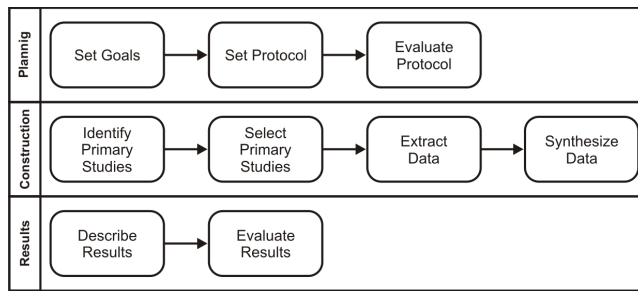 Plannig
Set Goals
Set Protocol
Evaluate
Protocol
Construction
Identify
Primary
Studies
Select
Primary
Studies
Extract
Data
Synthesize
Data
Results
Describe
Results
Evaluate
Results